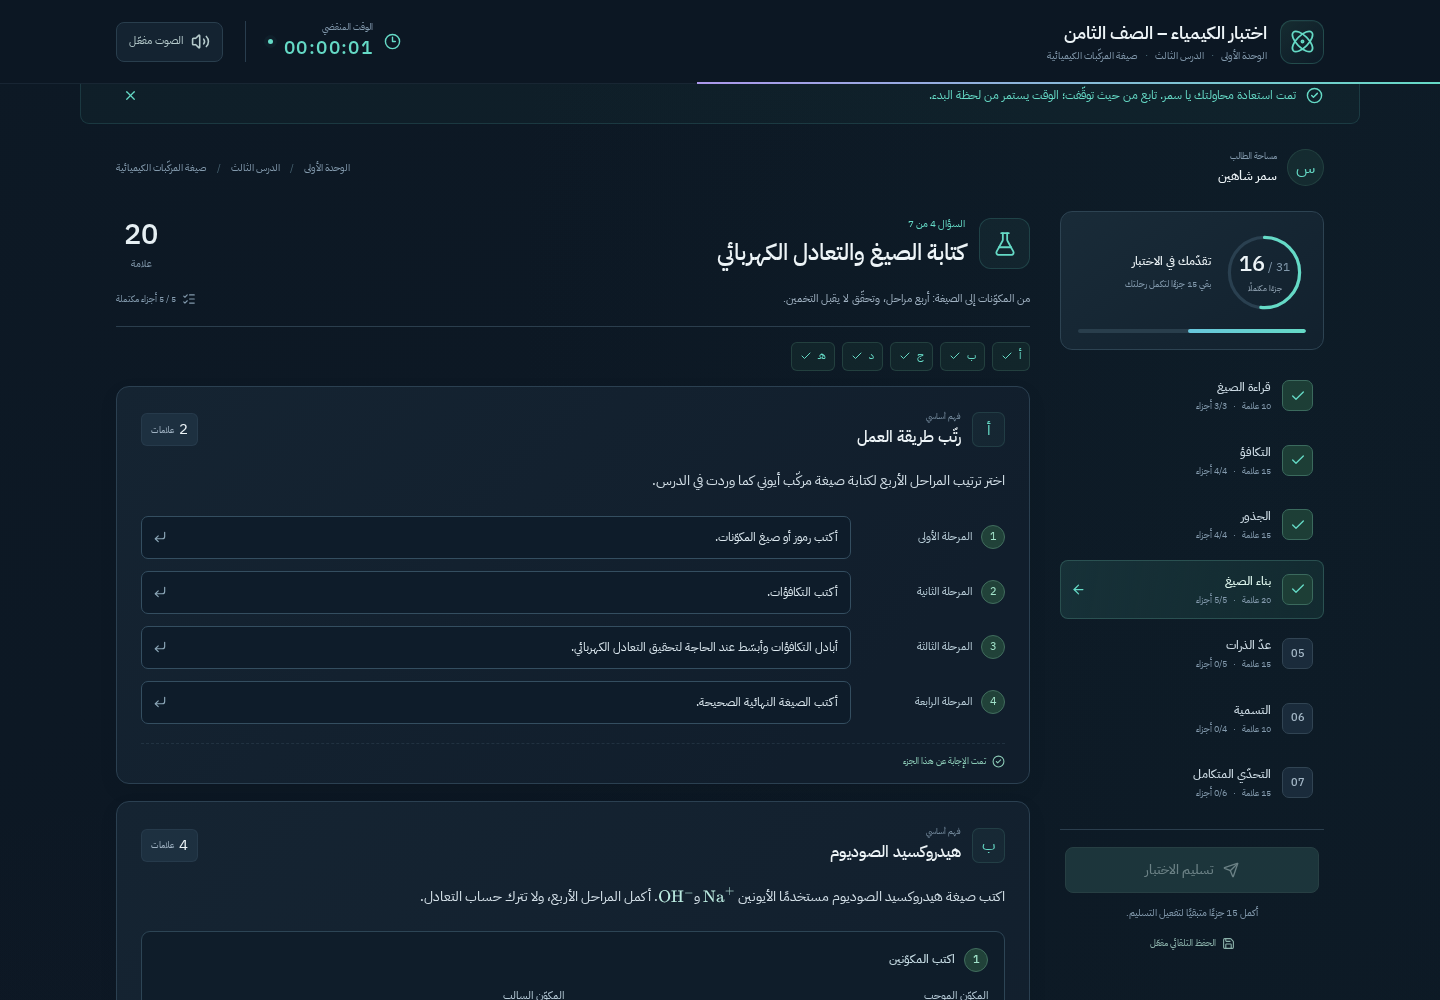 اختبار الكيمياء – الصف الثامن
الوحدة الأولى · الدرس الثالث · صيغة المركّبات الكيميائية
الوقت المنقضي
00:00:01
الصوت مفعّل
تمت استعادة محاولتك يا سمر. تابع من حيث توقّفت؛ الوقت يستمر من لحظة البدء.
س
مساحة الطالب
سمر شاهين
الوحدة الأولى / الدرس الثالث / صيغة المركّبات الكيميائية
16 / 31
جزءًا مكتملًا
تقدّمك في الاختبار
بقي 15 جزءًا لتكمل رحلتك
قراءة الصيغ
10 علامة · 3/3 أجزاء
التكافؤ
15 علامة · 4/4 أجزاء
الجذور
15 علامة · 4/4 أجزاء
بناء الصيغ
20 علامة · 5/5 أجزاء
05
عدّ الذرات
15 علامة · 0/5 أجزاء
06
التسمية
10 علامة · 0/4 أجزاء
07
التحدّي المتكامل
15 علامة · 0/6 أجزاء
تسليم الاختبار
أكمل 15 جزءًا متبقيًا لتفعيل التسليم.
الحفظ التلقائي مفعّل
السؤال 4 من 7
كتابة الصيغ والتعادل الكهربائي
20
علامة
من المكوّنات إلى الصيغة: أربع مراحل، وتحقّق لا يقبل التخمين.
5 / 5 أجزاء مكتملة
أ
ب
ج
د
هـ
أ
فهم أساسي
رتّب طريقة العمل
2 علامات
اختر ترتيب المراحل الأربع لكتابة صيغة مركّب أيوني كما وردت في الدرس.
1 المرحلة الأولى
أكتب رموز أو صيغ المكوّنات.
2 المرحلة الثانية
أكتب التكافؤات.
3 المرحلة الثالثة
أبادل التكافؤات وأبسّط عند الحاجة لتحقيق التعادل الكهربائي.
4 المرحلة الرابعة
أكتب الصيغة النهائية الصحيحة.
تمت الإجابة عن هذا الجزء
ب
فهم أساسي
هيدروكسيد الصوديوم
4 علامات
اكتب صيغة هيدروكسيد الصوديوم مستخدمًا الأيونين Na⁺ و OH⁻. أكمل المراحل الأربع، ولا تترك حساب التعادل.
1 اكتب المكوّنين
المكوّن الموجب
المكوّن السالب